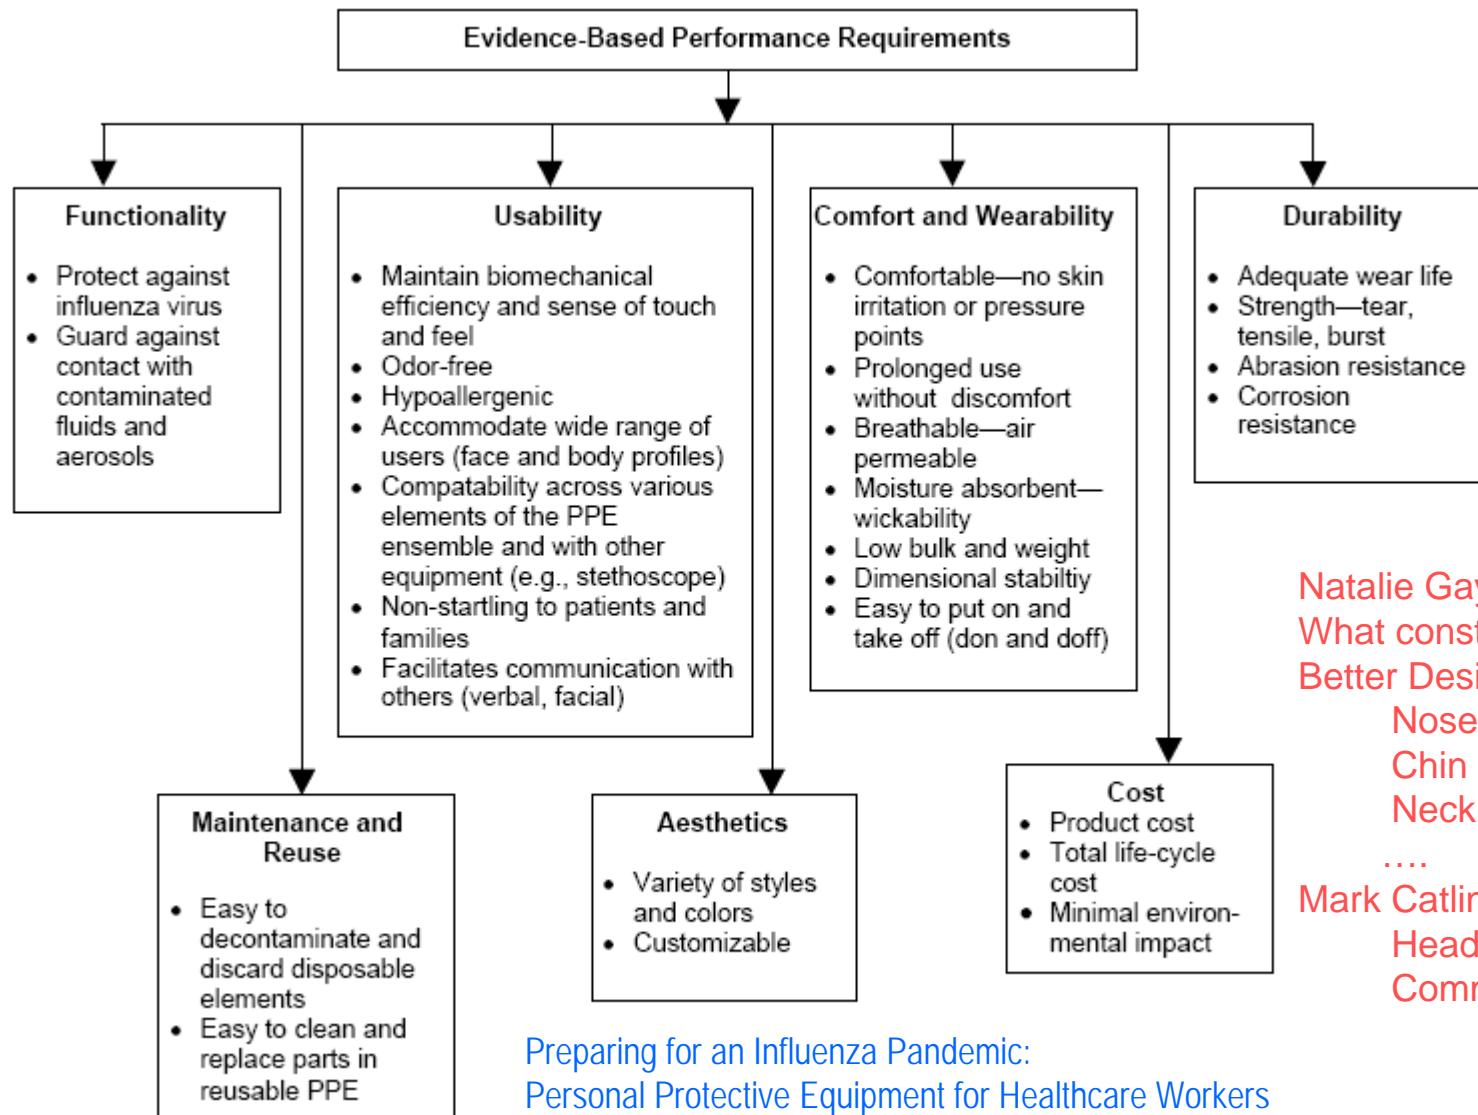 Evidence-Based Performance Requirements
Functionality
• Protect against
influenza virus
• Guard against
contact with
contaminated
fluids and
aerosols
Usability
• Maintain biomechanical
efficiency and sense of touch
and feel
• Odor-free
• Hypoallergenic
• Accommodate wide range of
users (face and body profiles)
• Compatability across various
elements of the PPE
ensemble and with other
equipment (e.g., stethoscope)
• Non-startling to patients and
families
• Facilitates communication with
others (verbal, facial)
Comfort and Wearability
• Comfortable—no skin
irritation or pressure
points
• Prolonged use
without discomfort
• Breathable—air
permeable
• Moisture absorbent—
wickability
• Low bulk and weight
• Dimensional stabiltiy
• Easy to put on and
take off (don and doff)
Durability
• Adequate wear life
• Strength—tear,
tensile, burst
• Abrasion resistance
• Corrosion
resistance
Maintenance and
Reuse
• Easy to
decontaminate and
discard disposable
elements
• Easy to clean and
replace parts in
reusable PPE
Aesthetics
• Variety of styles
and colors
• Customizable
Cost
• Product cost
• Total life-cycle
cost
• Minimal environ-
mental impact
Natalie
What
Better
Nose
Chin
Neck
....
Mark
Head
Preparing for an Influenza Pandemic:
Personal Protective Equipment for Healthcare Workers